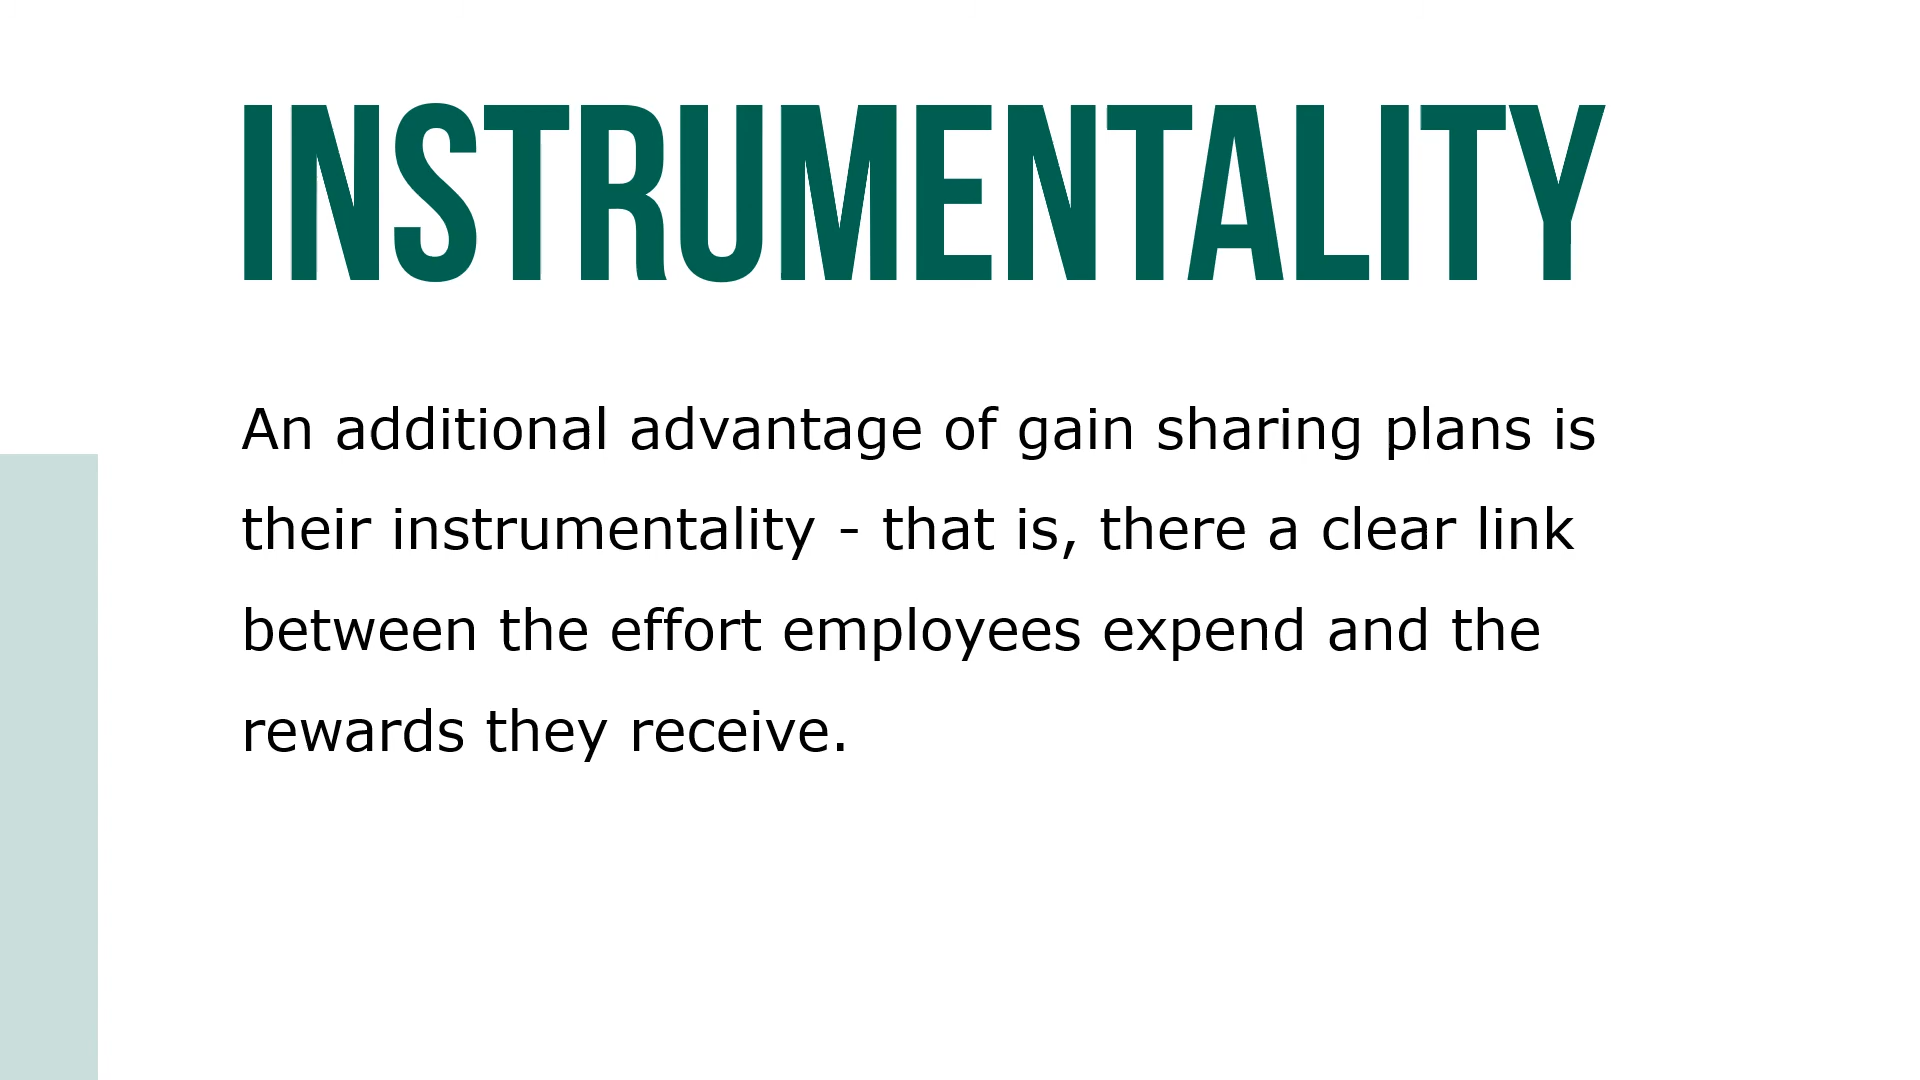 INSTRUMENTALITY
An additional advantage of gain sharing plans is
their instrumentality - that is, there a clear link
between the effort employees expend and the
rewards they receive.